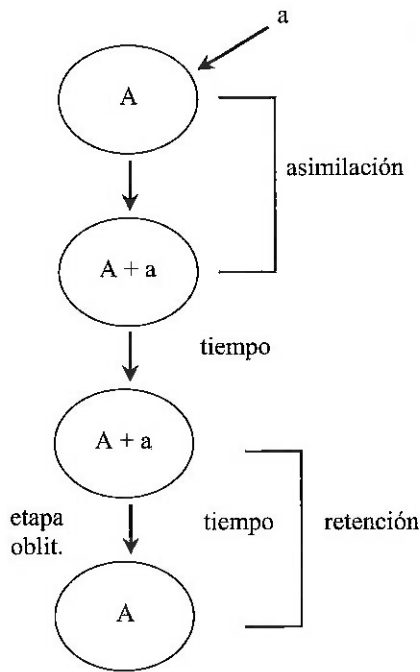 a
A
asimilación
A + a
tiempo
A + a
etapa
oblit.
tiempo
retención
A